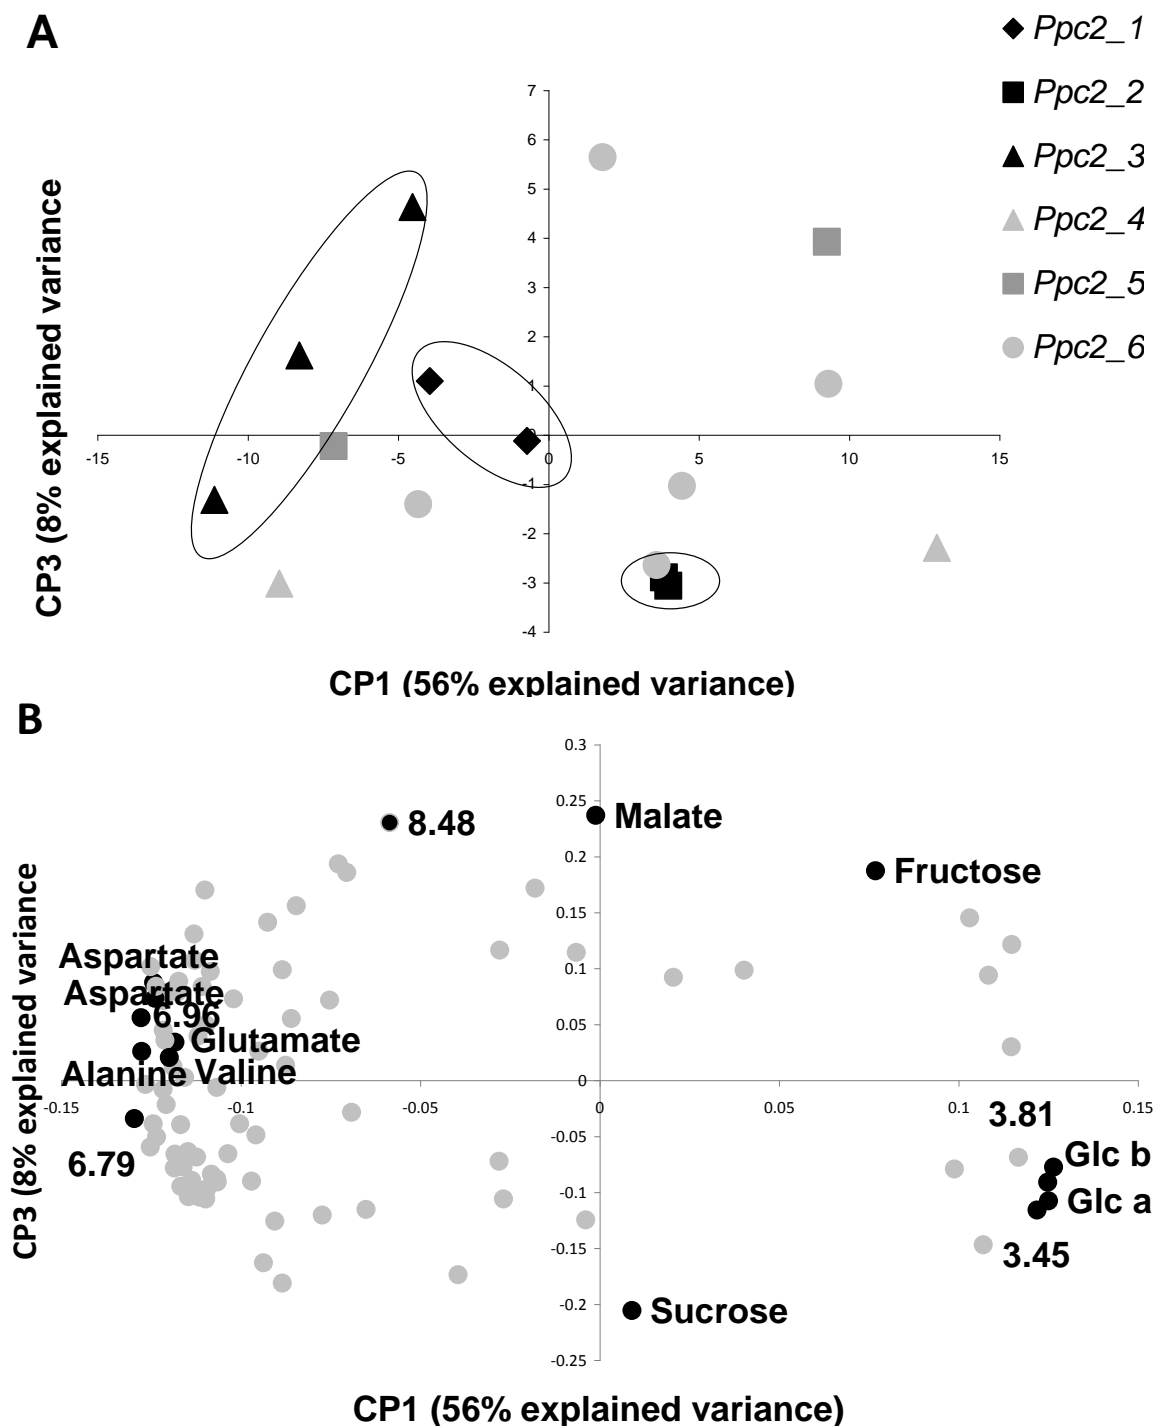 A
Ppc2_1
Ppc2_2
Ppc2_3
Ppc2_4
Ppc2_5
Ppc2_6
CP3 (8% explained variance)
7
6
5
4
3
2
1
0
-1
-2
-3
-4
-15 -10 -5 0 5 10 15
CP1 (56% explained variance)
B
CP3 (8% explained variance)
0.3
0.25
0.2
0.15
0.1
0.05
0
-0.05
-0.1
-0.15
-0.2
-0.25
-0.15 -0.1 -0.05 0 0.05 0.1 0.15
8.48
Malate
Fructose
Aspartate
Aspartate
6.96
Glutamate
Alanine Valine
6.79
3.81
Glc b
Glc a
3.45
Sucrose
CP1 (56% explained variance)